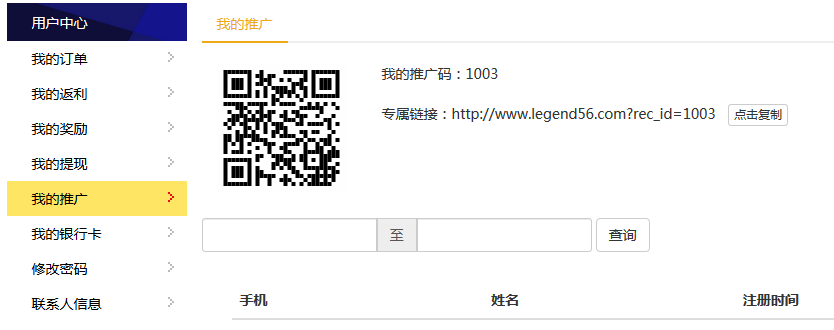 用户中心
我的订单
我的返利
我的奖励
我的提现
我的推广
我的银行卡
修改密码
联系人信息
我的推广
我的推广码：1003
专属链接：http://www.legend56.com?rec_id=1003 点击复制
至 查询
手机 姓名 注册时间